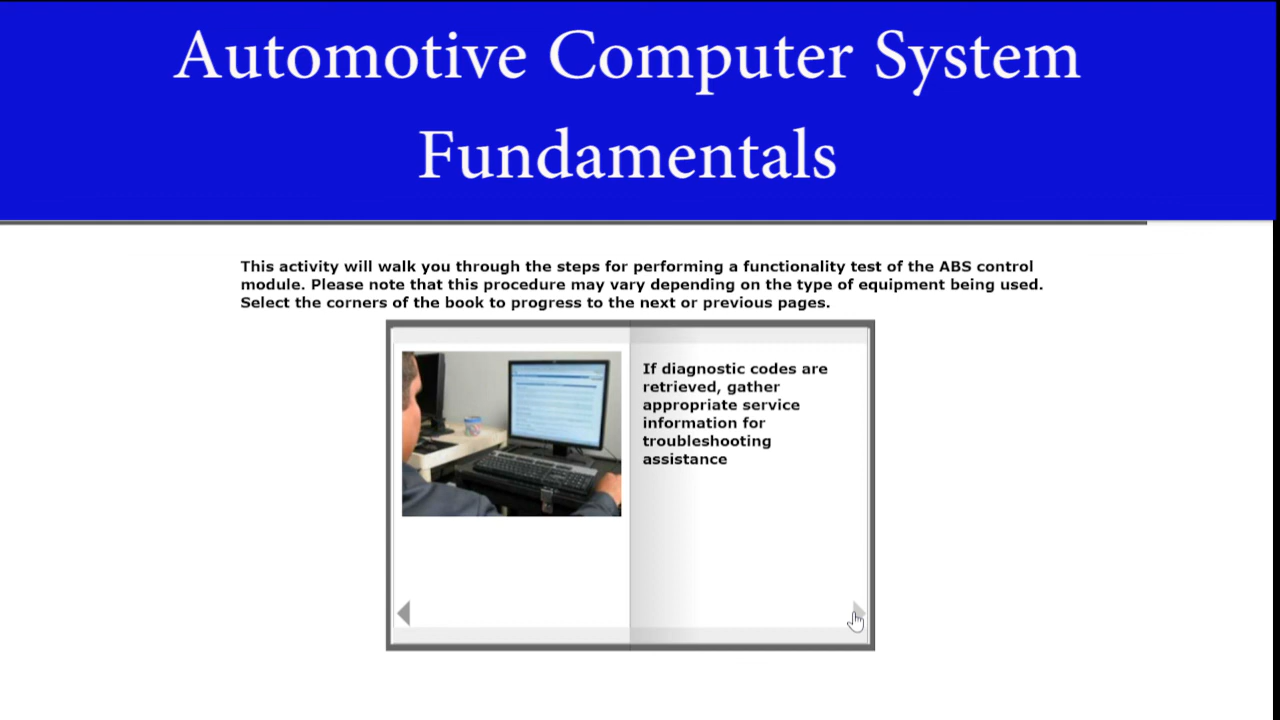 Automotive Computer System
Fundamentals
This activity will walk you through the steps for performing a functionality test of the ABS control
module. Please note that this procedure may vary depending on the type of equipment being used.
Select the corners of the book to progress to the next or previous pages.
If diagnostic codes are
retrieved, gather
appropriate service
information for
troubleshooting
assistance